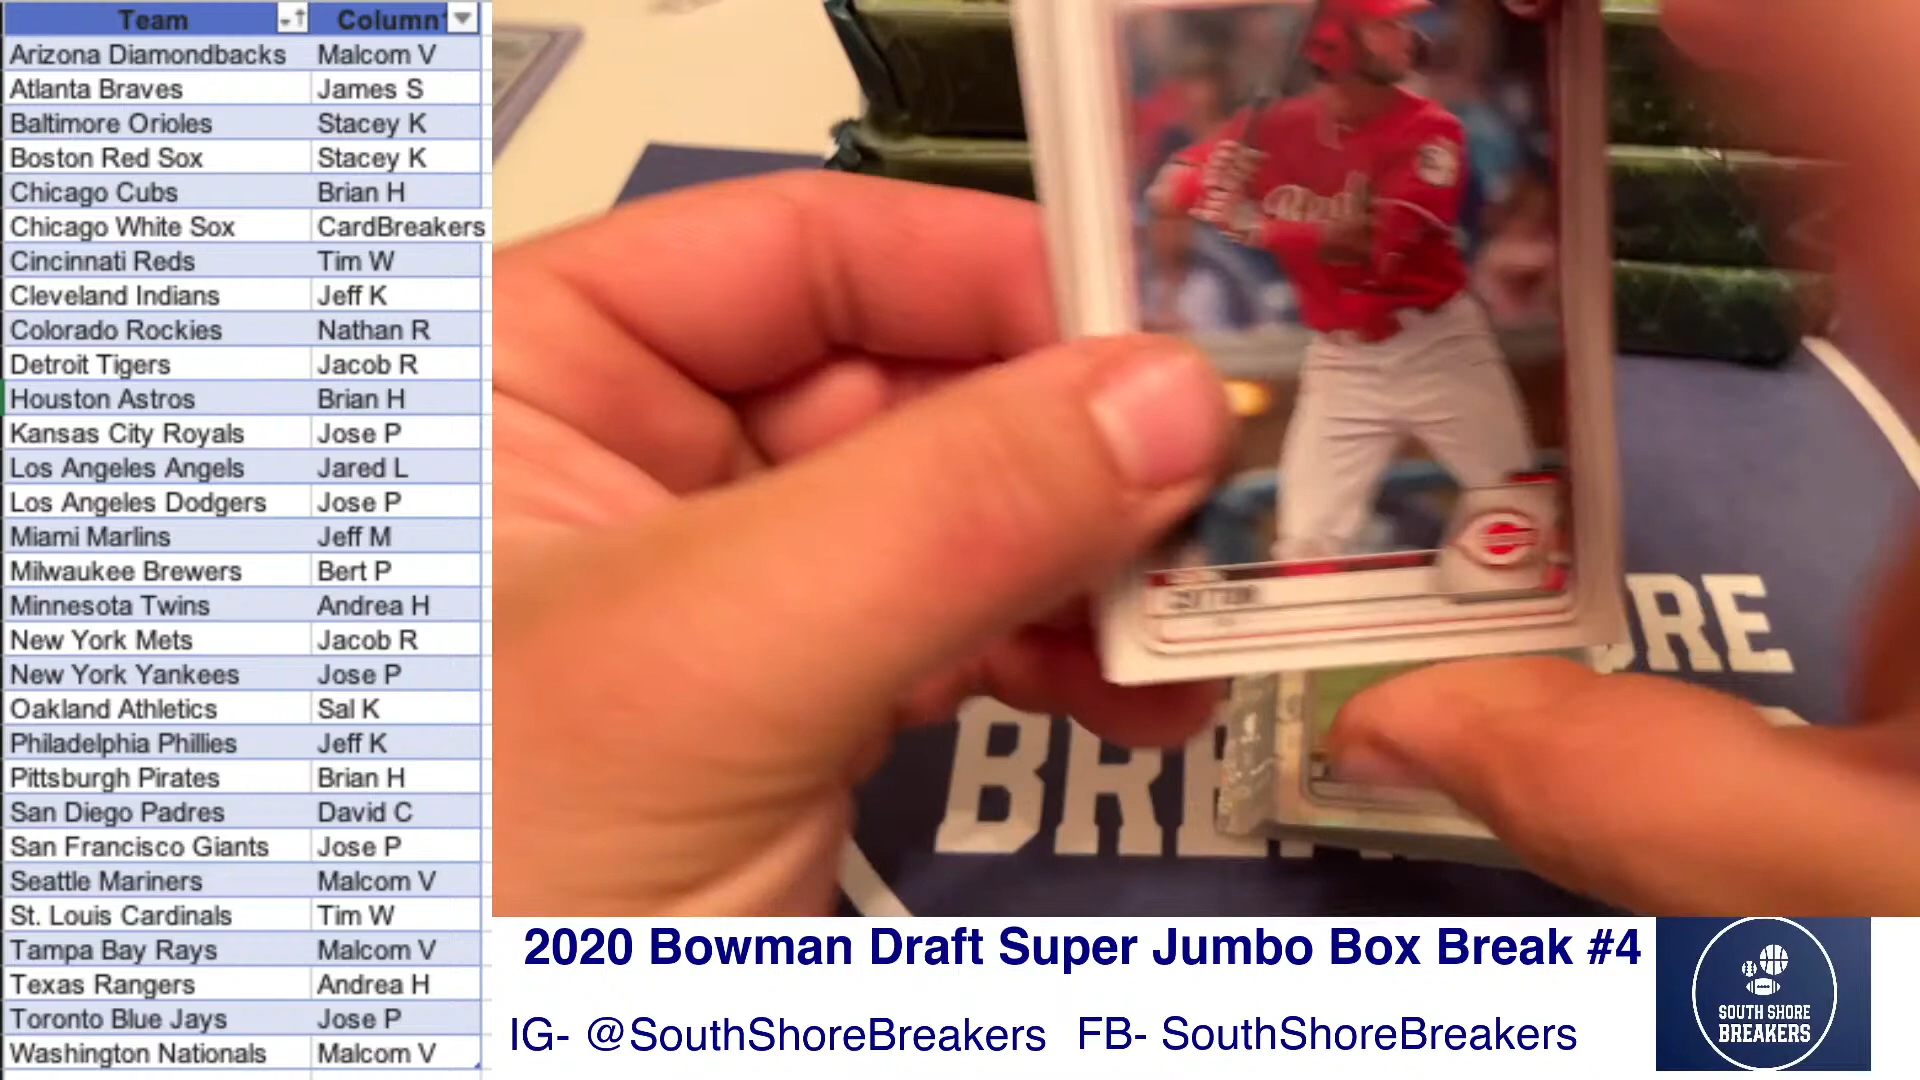 Team Column
Arizona Diamondbacks Malcom V
Atlanta Braves James S
Baltimore Orioles Stacey K
Boston Red Sox Stacey K
Chicago Cubs Brian H
Chicago White Sox CardBreakers
Cincinnati Reds Tim W
Cleveland Indians Jeff K
Colorado Rockies Nathan R
Detroit Tigers Jacob R
Houston Astros Brian H
Kansas City Royals Jose P
Los Angeles Angels Jared L
Los Angeles Dodgers Jose P
Miami Marlins Jeff M
Milwaukee Brewers Bert P
Minnesota Twins Andrea H
New York Mets Jacob R
New York Yankees Jose P
Oakland Athletics Sal K
Philadelphia Phillies Jeff K
Pittsburgh Pirates Brian H
San Diego Padres David C
San Francisco Giants Jose P
Seattle Mariners Malcom V
St. Louis Cardinals Tim W
Tampa Bay Rays Malcom V
Texas Rangers Andrea H
Toronto Blue Jays Jose P
Washington Nationals Malcom V
Reds
2020 Bowman Draft Super Jumbo Box Break #4
IG- @SouthShoreBreakers FB- SouthShoreBreakers
SOUTH SHORE
BREAKERS